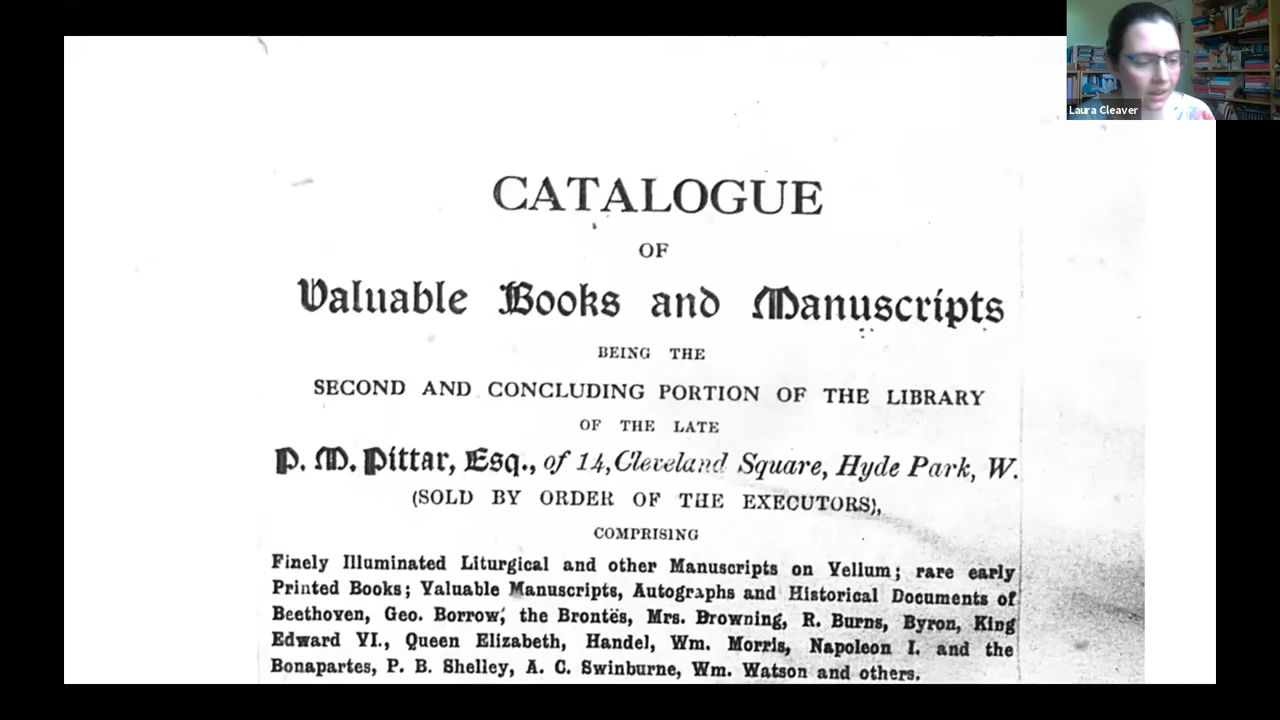 CATALOGUE
OF
Valuable Books and Manuscripts
BEING THE
SECOND AND CONCLUDING PORTION OF THE LIBRARY
OF THE LATE
P. M. Pittar, Esq., of 14, Cleveland Square, Hyde Park, W.
(SOLD BY ORDER OF THE EXECUTORS),
COMPRISING
Finely Illuminated Liturgical and other Manuscripts on Vellum; rare early
Printed Books; Valuable Manuscripts, Autographs and Historical Documents of
Beethoven, Geo. Borrow, the Brontës, Mrs. Browning, R. Burns, Byron, King
Edward VI., Queen Elizabeth, Handel, Wm. Morris, Napoleon I. and the
Bonapartes, P. B. Shelley, A. C. Swinburne, Wm. Watson and others.
Laura Cleaver